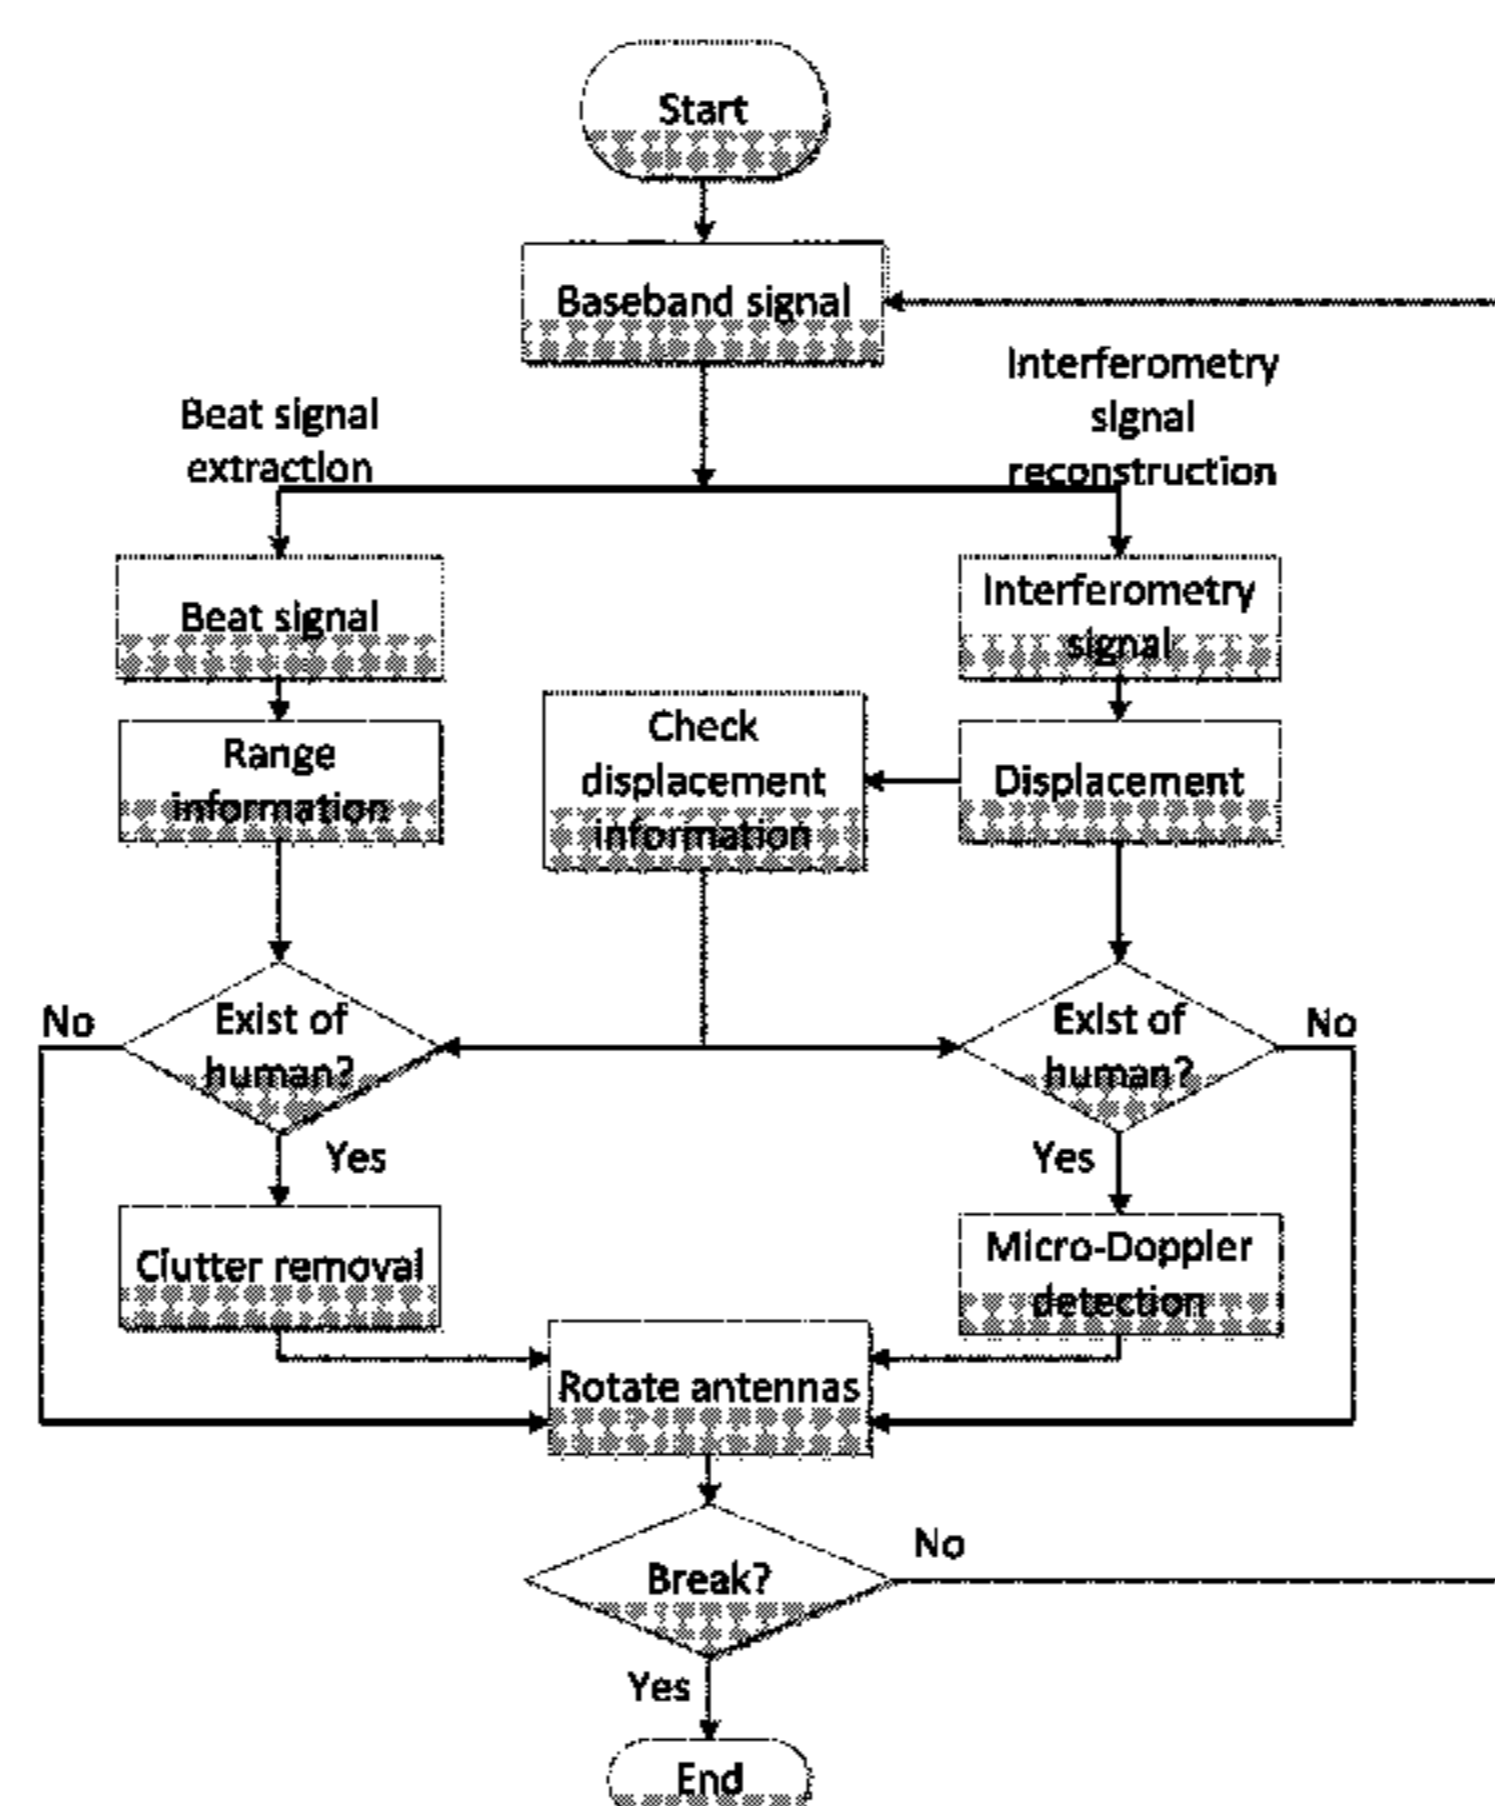 Start
Baseband signal
Beat signal
extraction
Interferometry
signal
reconstruction
Beat signal
Interferometry
signal
Range
information
Check
displacement
information
Displacement
No
Exist of
human?
Exist of
human?
No
Yes
Yes
Clutter removal
Micro-Doppler
detection
Rotate antennas
Break?
No
Yes
End